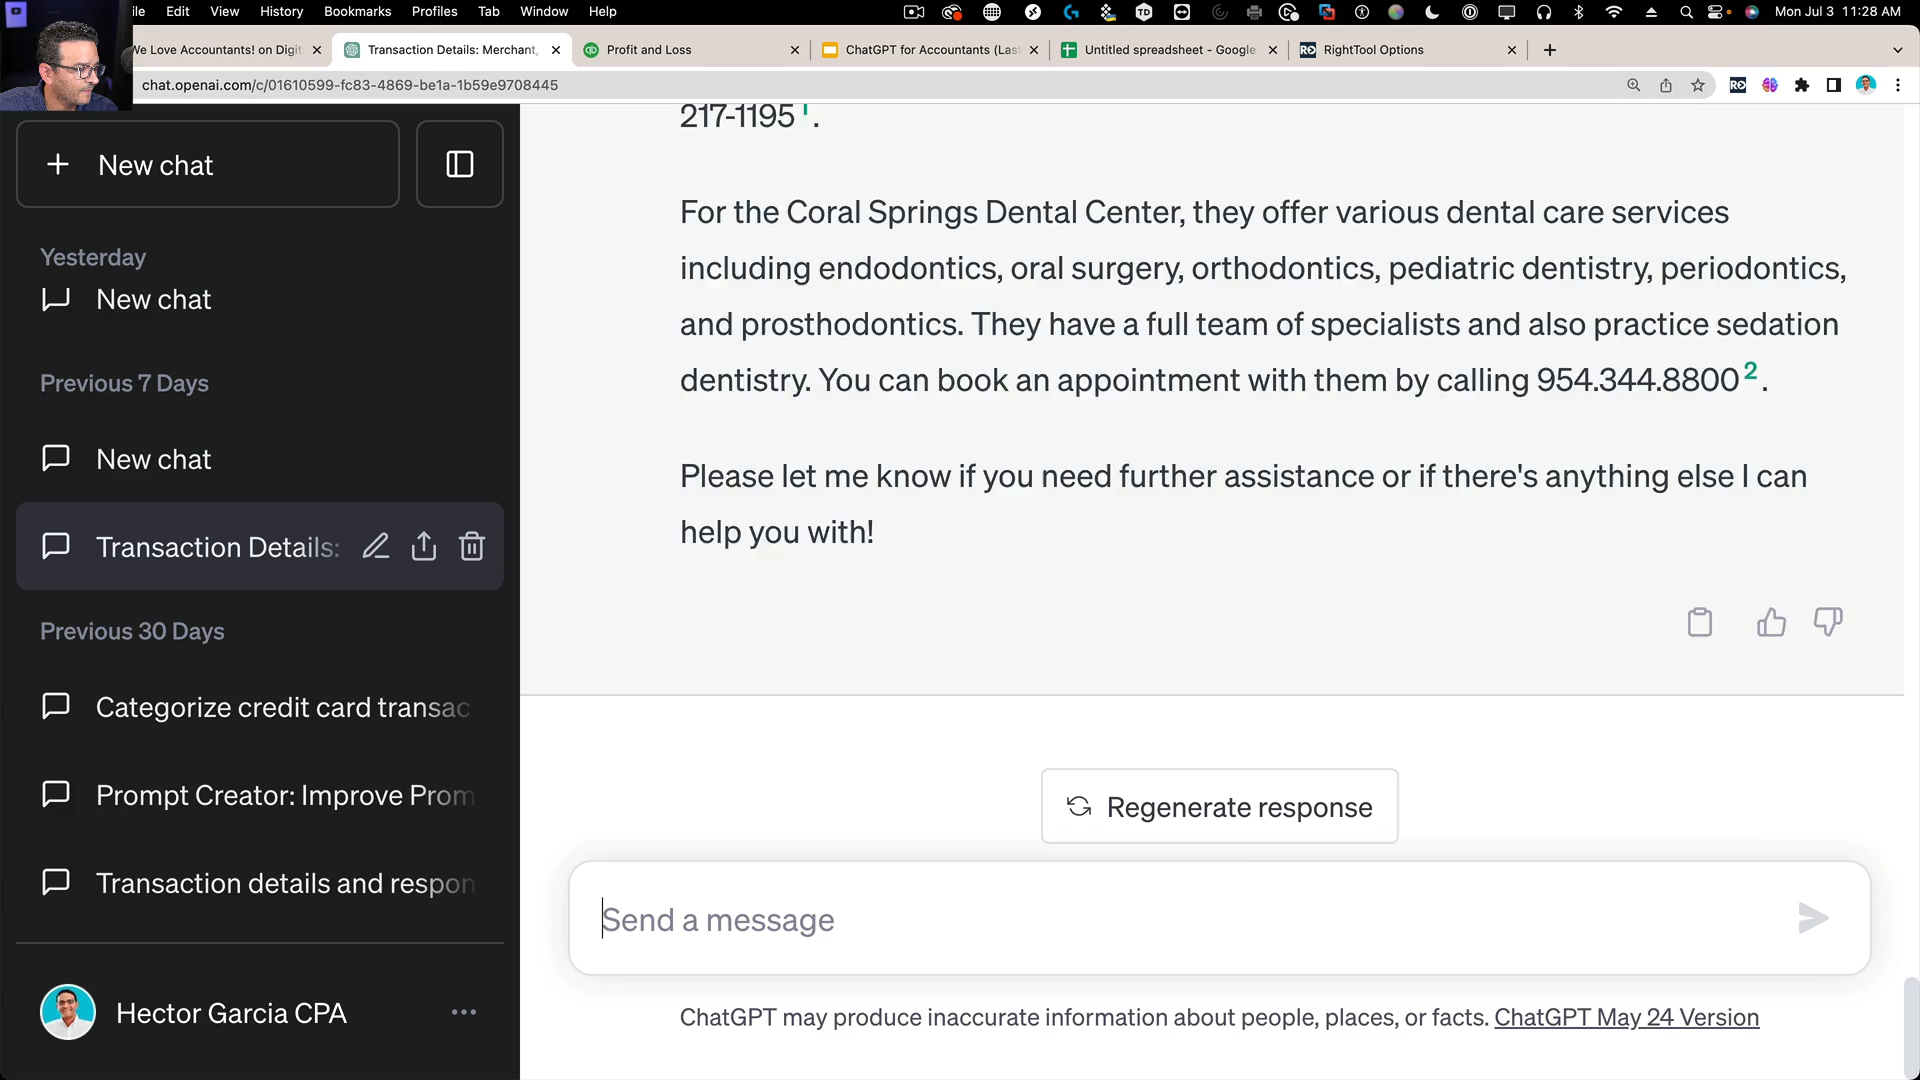 ile Edit View History Bookmarks Profiles Tab Window Help Mon Jul 3 11:28 AM
We Love Accountants! on Digit
Transaction Details: Merchant,
Profit and Loss
ChatGPT for Accountants (Last
Untitled spreadsheet - Google
RightTool Options
chat.openai.com/c/01610599-fc83-4869-be1a-1b59e9708445
New chat
Yesterday
New chat
Previous 7 Days
New chat
Transaction Details:
Previous 30 Days
Categorize credit card transac
Prompt Creator: Improve Prom
Transaction details and respon
Hector Garcia CPA
217-1195 1.
For the Coral Springs Dental Center, they offer various dental care services
including endodontics, oral surgery, orthodontics, pediatric dentistry, periodontics,
and prosthodontics. They have a full team of specialists and also practice sedation
dentistry. You can book an appointment with them by calling 954.344.8800 2.
Please let me know if you need further assistance or if there's anything else I can
help you with!
Regenerate response
Send a message
ChatGPT may produce inaccurate information about people, places, or facts. ChatGPT May 24 Version